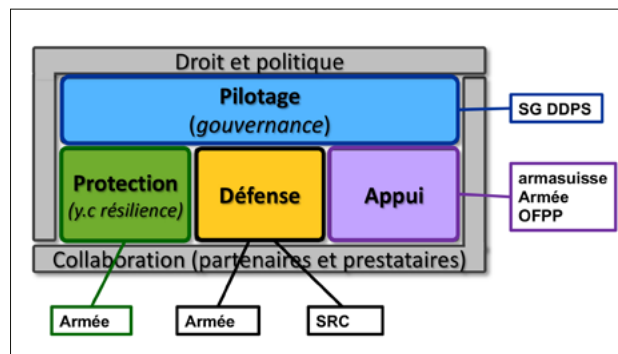 Droit et politique
Pilotage
(gouvernance)
SG DDPS
Protection
(y.c résilience)
Défense
Appui
armasuisse
Armée
OFPP
Collaboration (partenaires et prestataires)
Armée
Armée
SRC